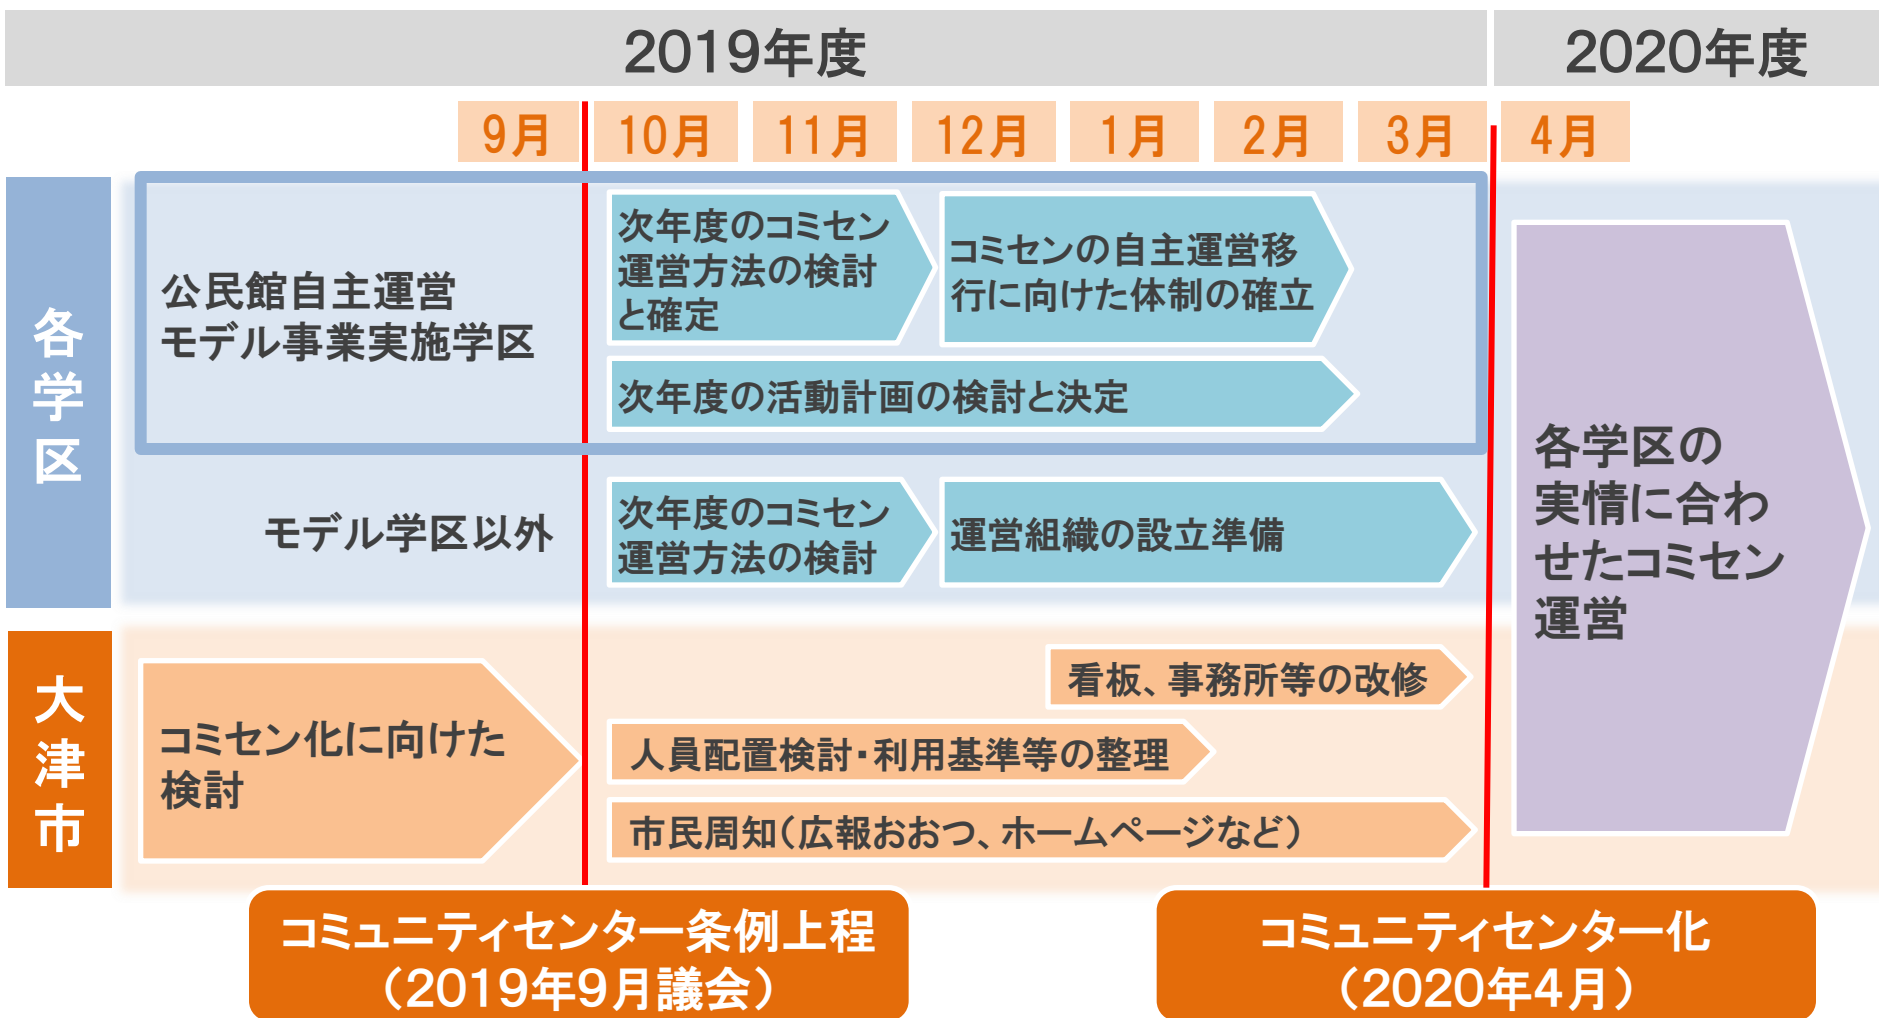 2019年度
2020年度
9月
10月
11月
12月
1月
2月
3月
4月
各学区
公民館自主運営
モデル事業実施学区
次年度のコミセン
運営方法の検討
と確定
コミセンの自主運営移
行に向けた体制の確立
次年度の活動計画の検討と決定
モデル学区以外
次年度のコミセン
運営方法の検討
運営組織の設立準備
各学区の
実情に合わ
せたコミセン
運営
大津市
コミセン化に向けた
検討
看板、事務所等の改修
人員配置検討・利用基準等の整理
市民周知（広報おおつ、ホームページなど）
コミュニティセンター条例上程
（2019年9月議会）
コミュニティセンター化
（2020年4月）